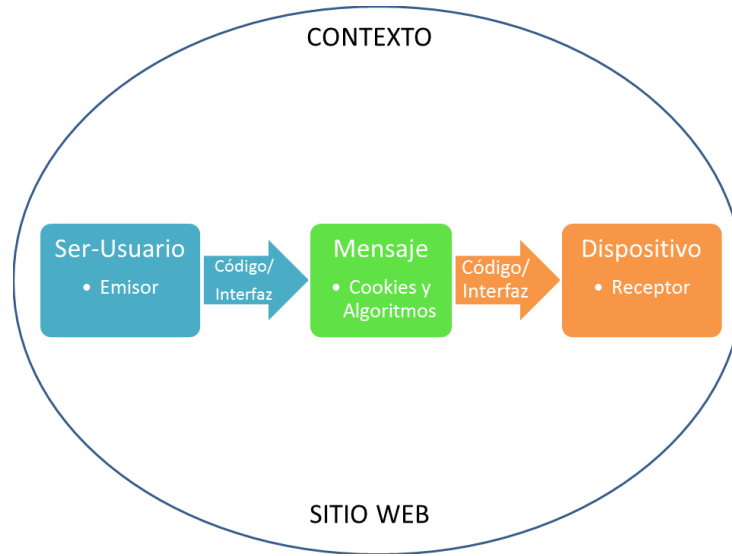 CONTEXTO
Ser-Usuario
• Emisor
Código/
Interfaz
Mensaje
• Cookies y
Algoritmos
Código/
Interfaz
Dispositivo
• Receptor
SITIO WEB